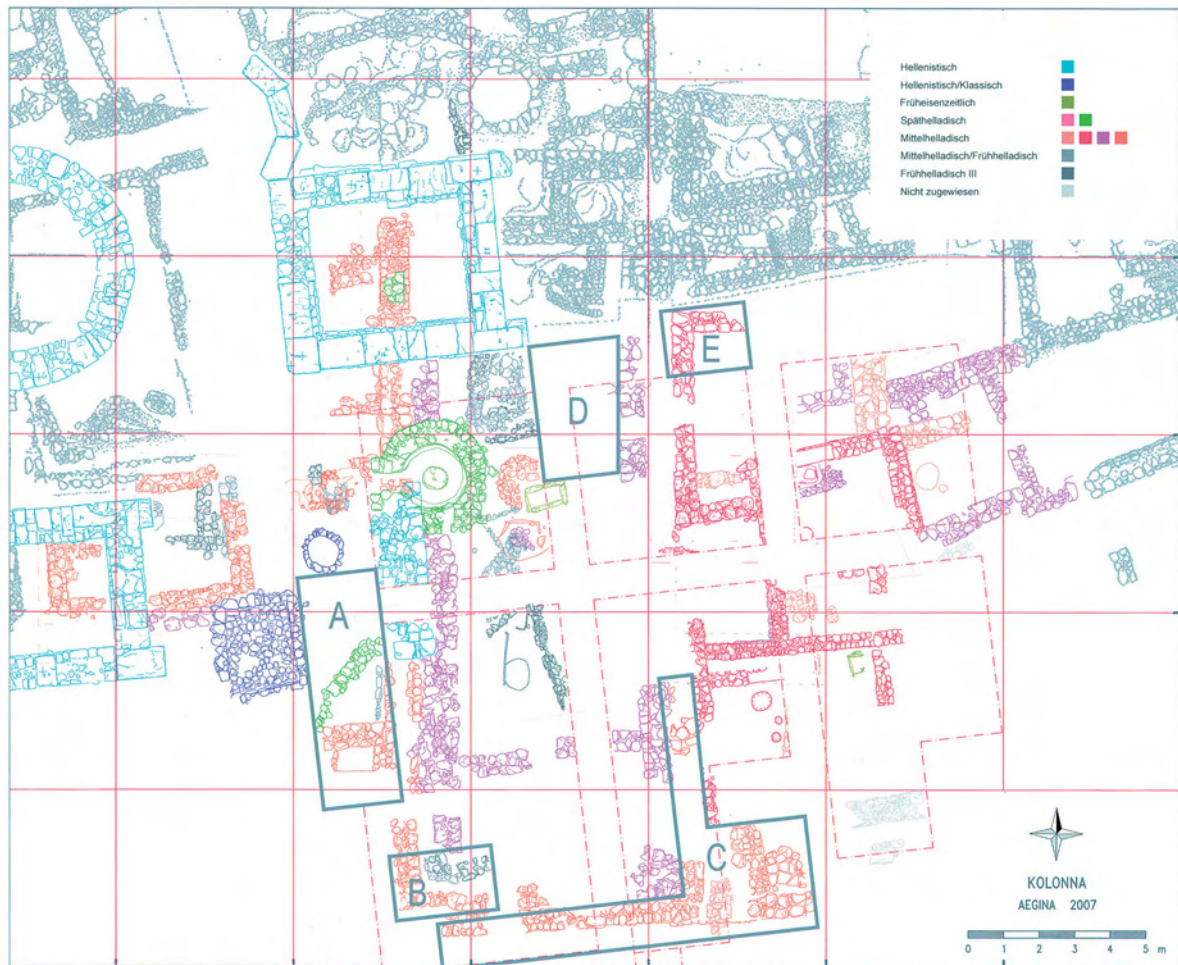 Hellenistisch
Hellenistisch/Klassisch
Früheisenzeitlich
Späthelladisch
Mittelhelladisch
Mittelhelladisch/Frühhelladisch
Frühhelladisch III
Nicht zugewiesen
E
D
A
C
B
KOLONNA
AEGINA 2007
0 1 2 3 4 5 m